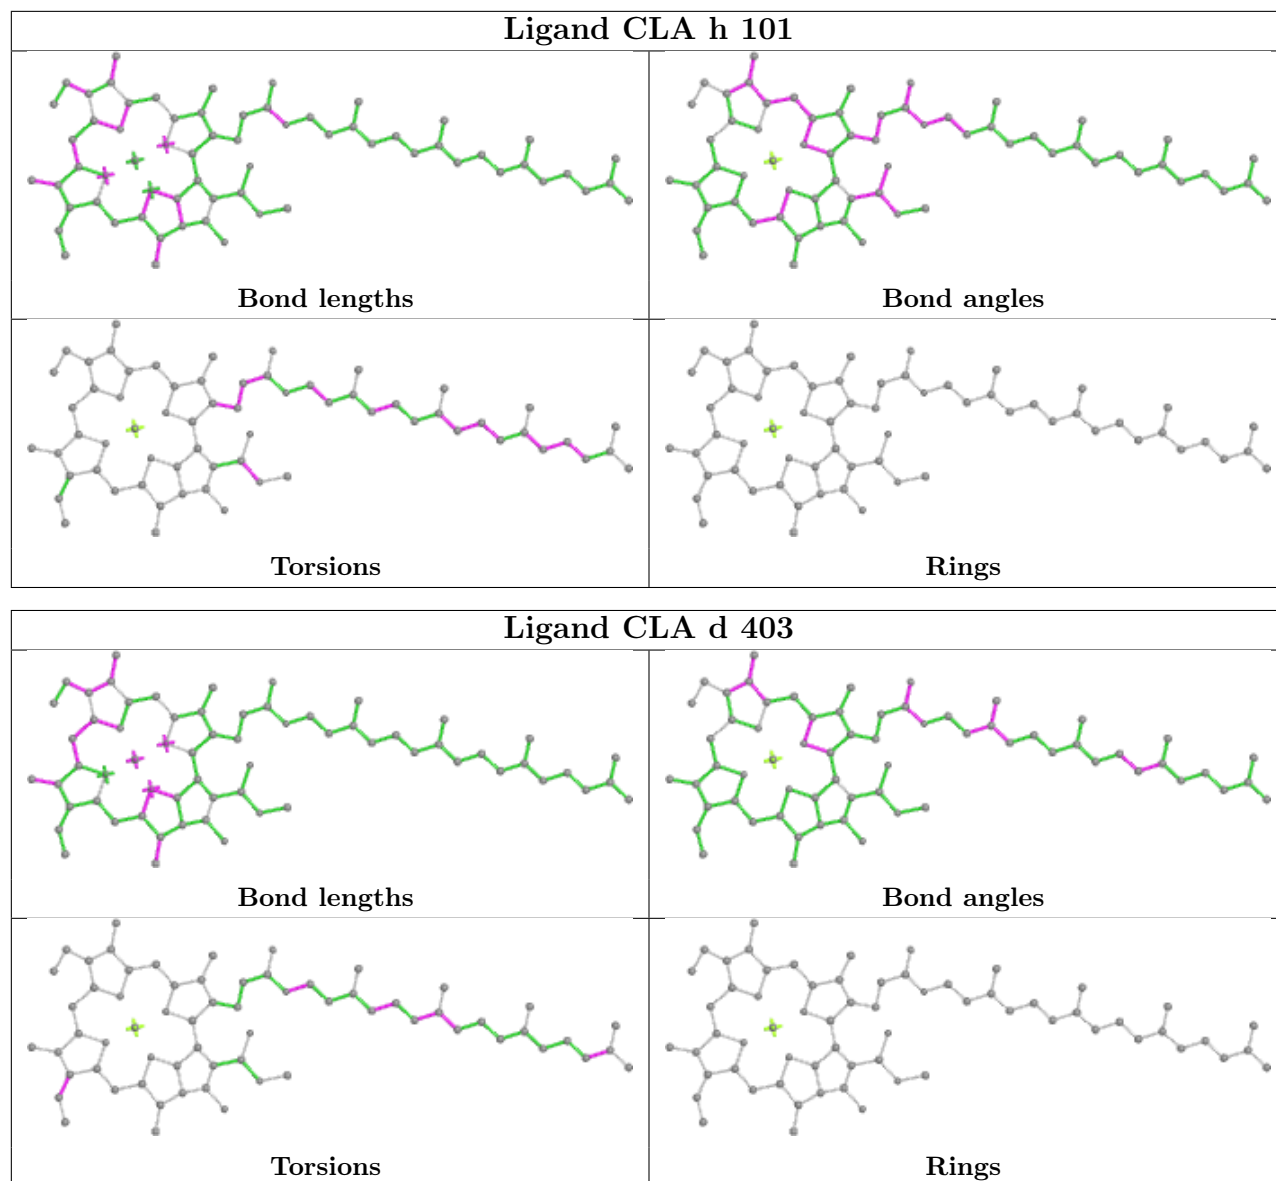 Ligand CLA h 101
Bond lengths
Bond angles
Torsions
Rings
Ligand CLA d 403
Bond lengths
Bond angles
Torsions
Rings